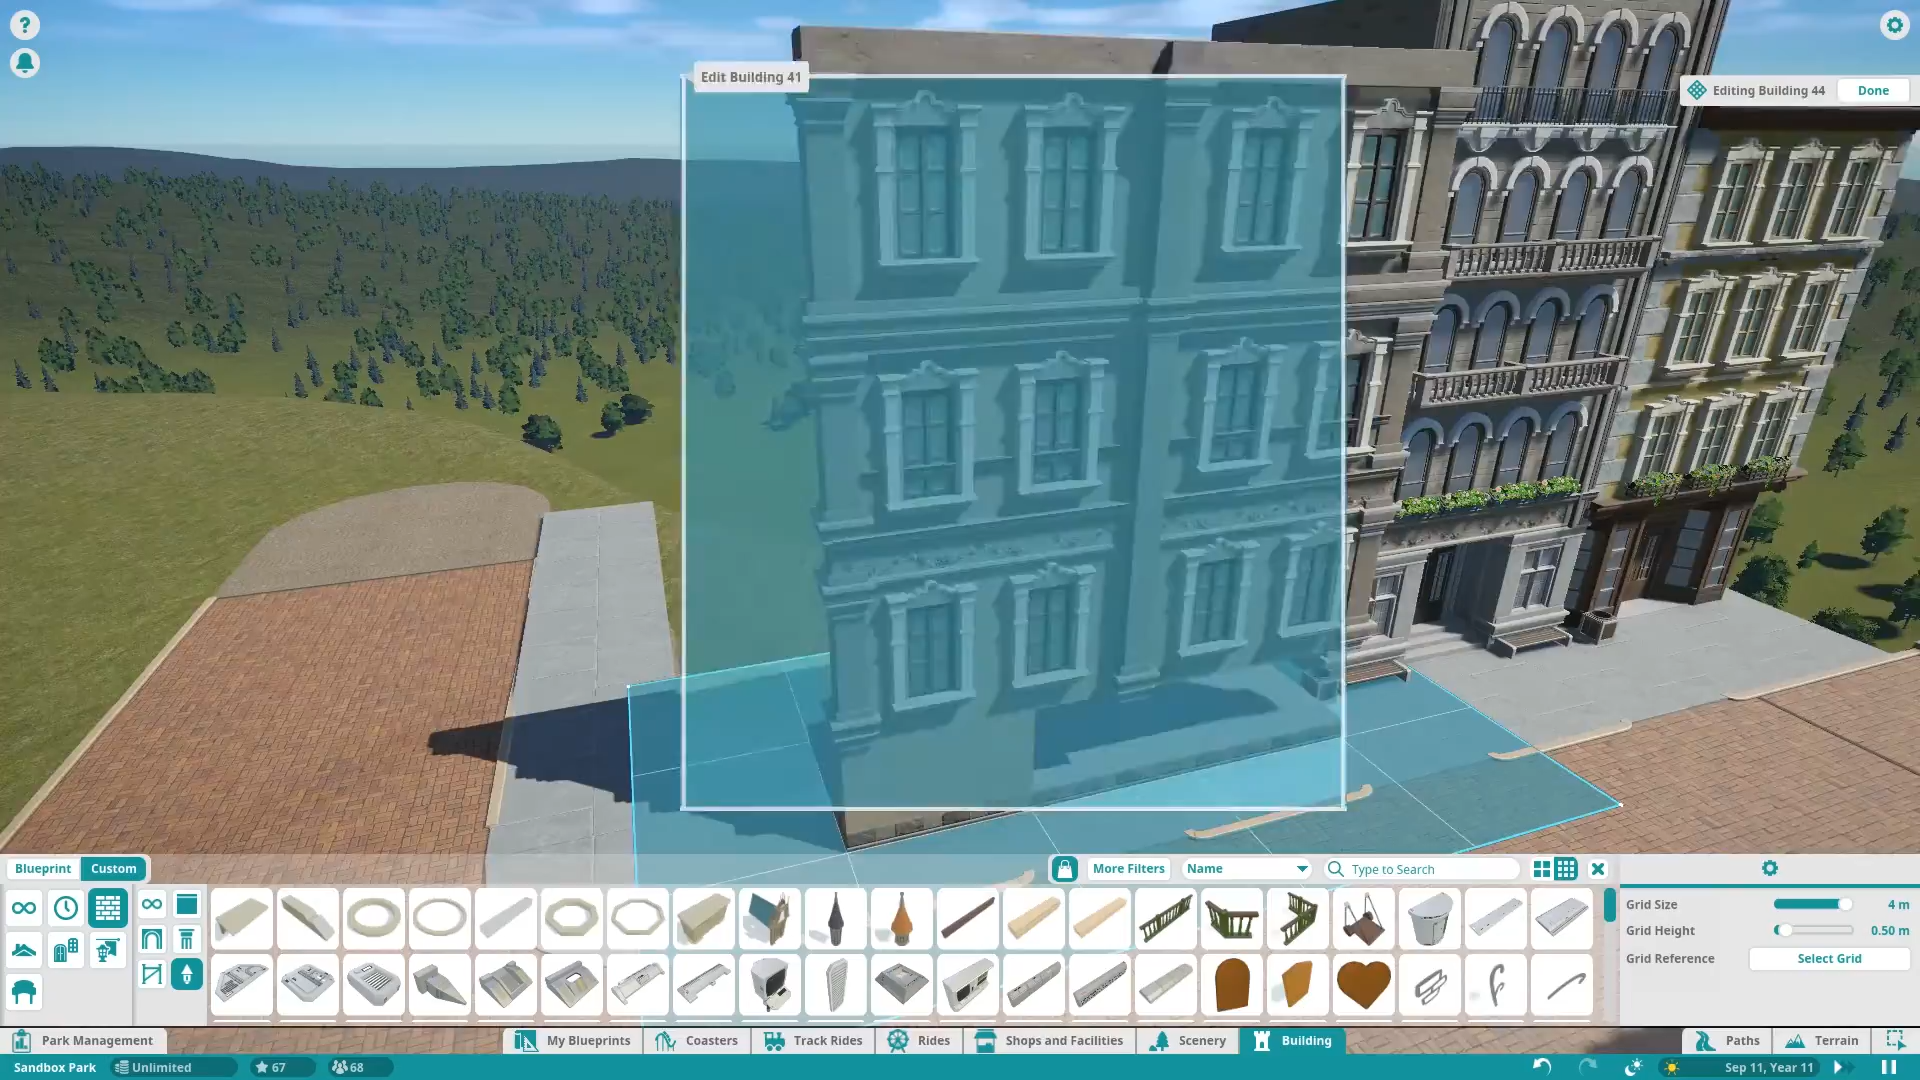 ?
Edit Building 41
Editing Building 44
Done
Blueprint
Custom
More Filters
Name
Type to Search
Grid Size
4 m
Grid Height
0.50 m
Grid Reference
Select Grid
Park Management
My Blueprints
Coasters
Track Rides
Rides
Shops and Facilities
Scenery
Building
Paths
Terrain
Sandbox Park
Unlimited
67
68
Sep 11, Year 11